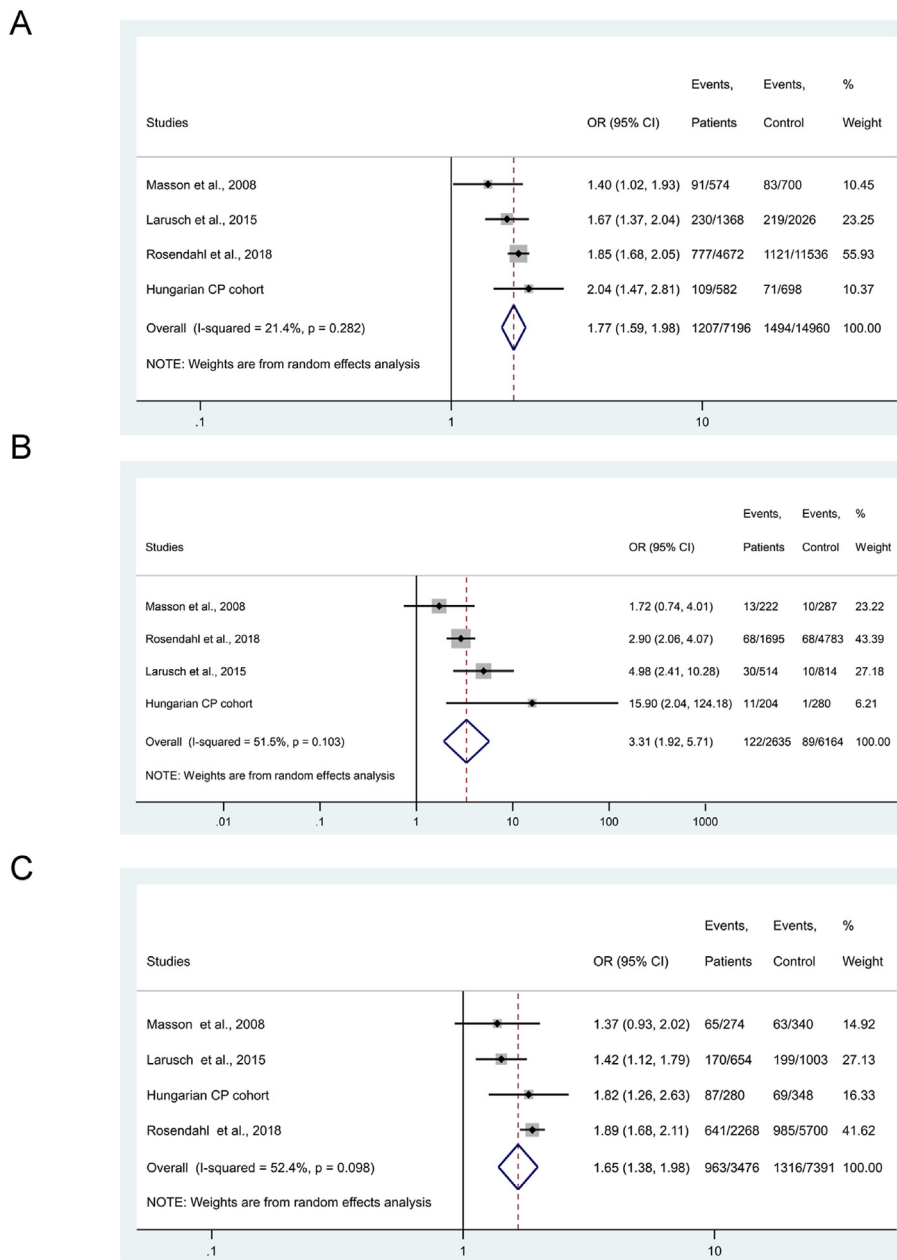 A
Events, Events, %
Studies OR (95% CI) Patients Control Weight
Masson et al., 2008 1.40 (1.02, 1.93) 91/574 83/700 10.45
Larusch et al., 2015 1.67 (1.37, 2.04) 230/1368 219/2026 23.25
Rosendahl et al., 2018 1.85 (1.68, 2.05) 777/4672 1121/11536 55.93
Hungarian CP cohort 2.04 (1.47, 2.81) 109/582 71/698 10.37
Overall (I-squared = 21.4%, p = 0.282) 1.77 (1.59, 1.98) 1207/7196 1494/14960 100.00
NOTE: Weights are from random effects analysis
.1 1 10
B
Events, Events, %
Studies OR (95% CI) Patients Control Weight
Masson et al., 2008 1.72 (0.74, 4.01) 13/222 10/287 23.22
Rosendahl et al., 2018 2.90 (2.06, 4.07) 68/1695 68/4783 43.39
Larusch et al., 2015 4.98 (2.41, 10.28) 30/514 10/814 27.18
Hungarian CP cohort 15.90 (2.04, 124.18) 11/204 1/280 6.21
Overall (I-squared = 51.5%, p = 0.103) 3.31 (1.92, 5.71) 122/2635 89/6164 100.00
NOTE: Weights are from random effects analysis
.01 .1 1 10 100 1000
C
Events, Events, %
Studies OR (95% CI) Patients Control Weight
Masson et al., 2008 1.37 (0.93, 2.02) 65/274 63/340 14.92
Larusch et al., 2015 1.42 (1.12, 1.79) 170/654 199/1003 27.13
Hungarian CP cohort 1.82 (1.26, 2.63) 87/280 69/348 16.33
Rosendahl et al., 2018 1.89 (1.68, 2.11) 641/2268 985/5700 41.62
Overall (I-squared = 52.4%, p = 0.098) 1.65 (1.38, 1.98) 963/3476 1316/7391 100.00
NOTE: Weights are from random effects analysis
.1 1 10